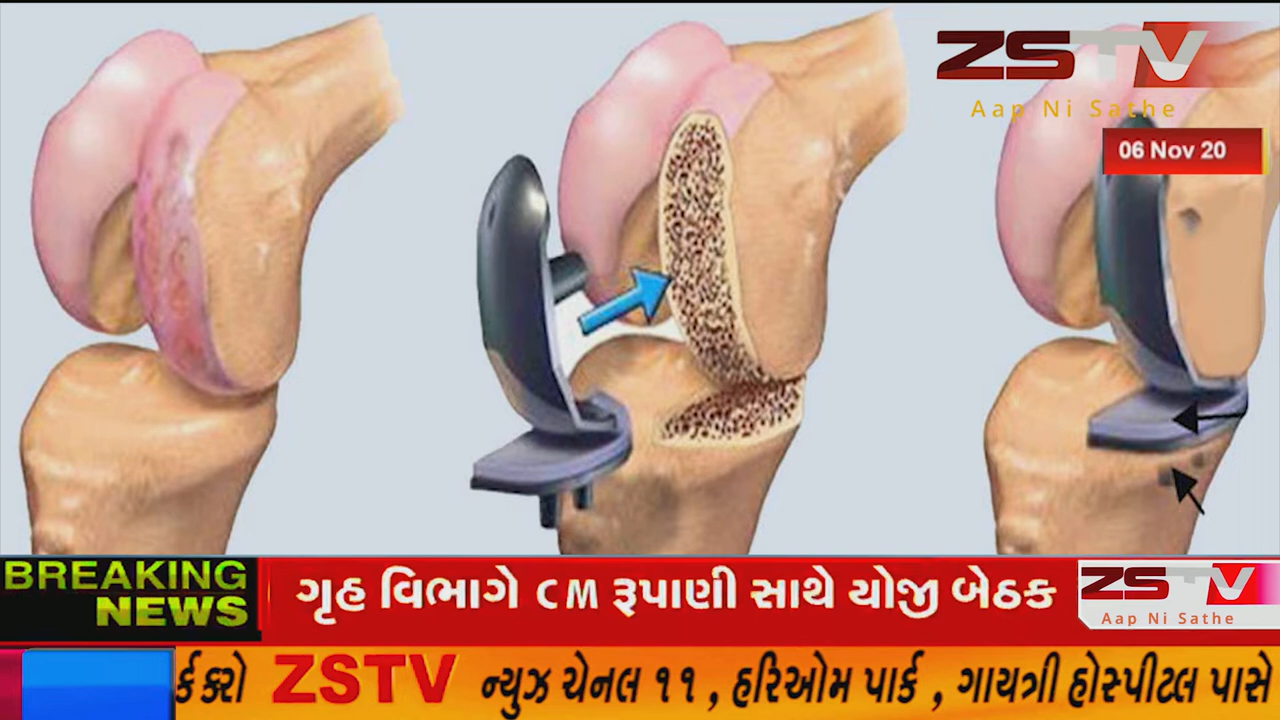 ZSTV
Aap Ni Sathe
06 Nov 20
BREAKING
NEWS
ગૃહ વિભાગે CM રૂપાણી સાથે યોજી બેઠક
ZSTV
Aap Ni Sathe
ર્ક કરો ZSTV ન્યુઝ ચેનલ ૧૧ , હરિઓમ પાર્ક , ગાયત્રી હોસ્પીટલ પાસે